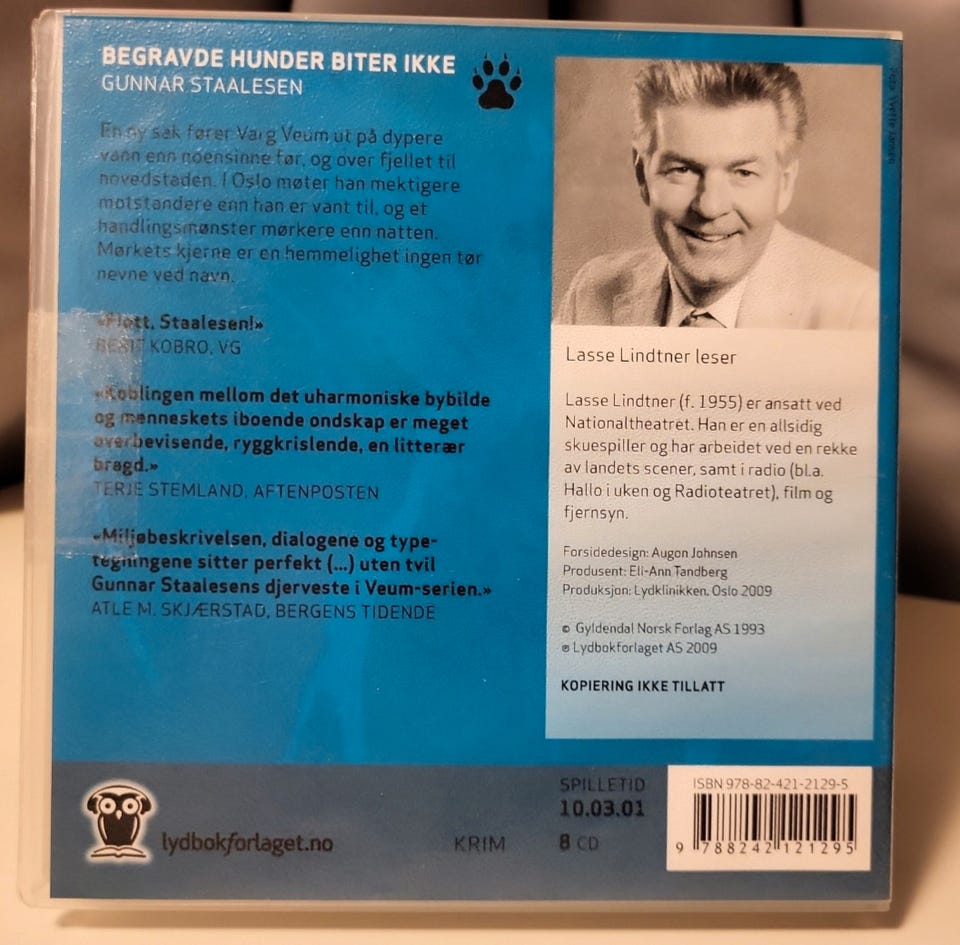 BEGRAVDE HUNDER BITER IKKE
GUNNAR STAALESEN
En ny sak fører Varg Veum ut på dypere
vann enn noensinne før, og over fjellet til
hovedstaden. I Oslo møter han mektigere
motstandere enn han er vant til, og et
handlingsmønster mørkere enn natten.
Mørkets kjerne er en hemmelighet ingen tør
nevne ved navn.
«Flott, Staalesen!»
BERIT KOBRO, VG
«Koblingen mellom det uharmoniske bybilde
og menneskets iboende ondskap er meget
overbevisende, ryggkrislende, en litterær
bragd.»
TERJE STEMLAND, AFTENPOSTEN
«Miljøbeskrivelsen, dialogene og type-
tegningene sitter perfekt (...) uten tvil
Gunnar Staalesens djerveste i Veum-serien.»
ATLE M. SKJÆRSTAD, BERGENS TIDENDE
Lasse Lindtner leser
Lasse Lindtner (f. 1955) er ansatt ved
Nationaltheatret. Han er en allsidig
skuespiller og har arbeidet ved en rekke
av landets scener, samt i radio (bl.a.
Hallo i uken og Radioteatret), film og
fjernsyn.
Forsidedesign: Augon Johnsen
Produsent: Eli-Ann Tandberg
Produksjon: Lydklinikken, Oslo 2009
© Gyldendal Norsk Forlag AS 1993
℗ Lydbokforlaget AS 2009
KOPIERING IKKE TILLATT
lydbokforlaget.no
KRIM
SPILLETID
10.03.01
8 CD
ISBN 978-82-421-2129-5
9 788242 121295